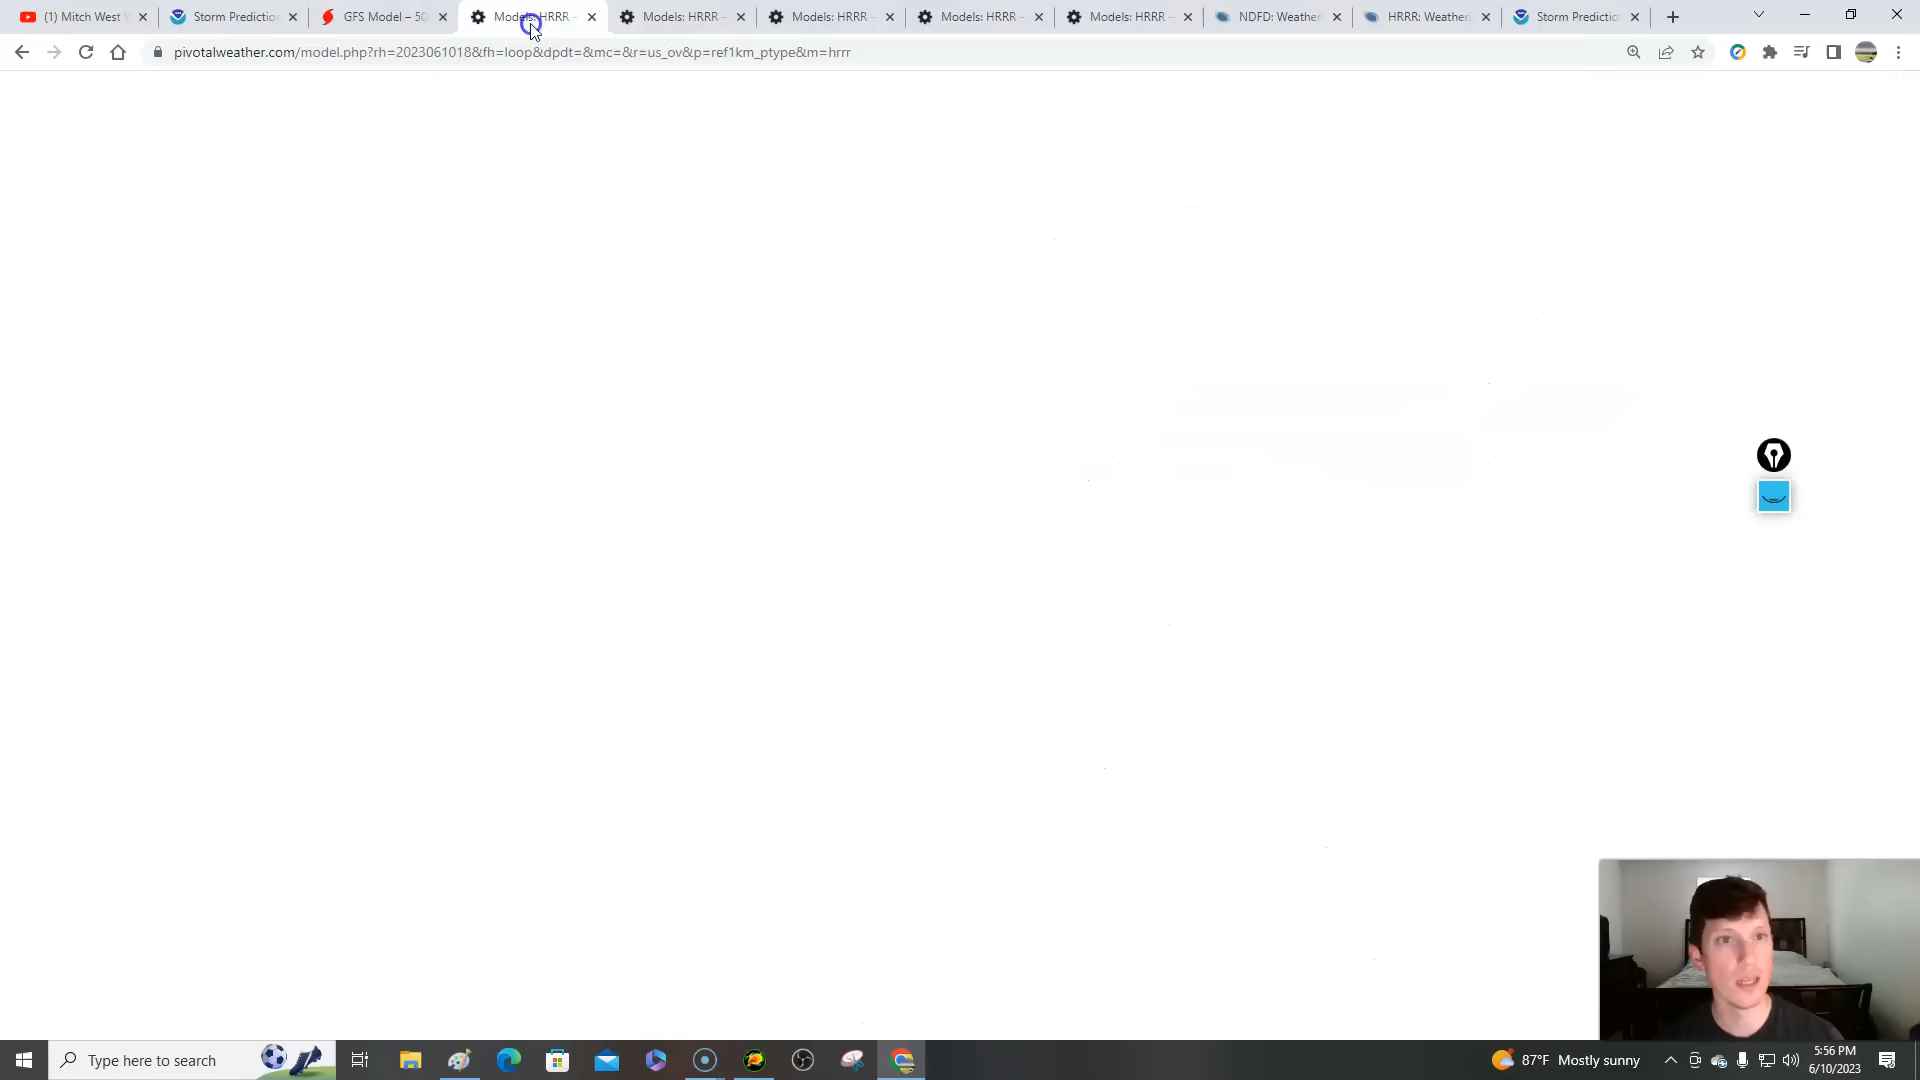 (1) Mitch West
Storm Predictio
GFS Model – 50
Models: HRRR –
Models: HRRR –
Models: HRRR –
Models: HRRR –
Models: HRRR –
NDFD: Weather
HRRR: Weather
Storm Predictio
pivotalweather.com/model.php?rh=2023061018&fh=loop&dpdt=&mc=&r=us_ov&p=ref1km_ptype&m=hrrr
Type here to search
87°F Mostly sunny
5:56 PM
6/10/2023